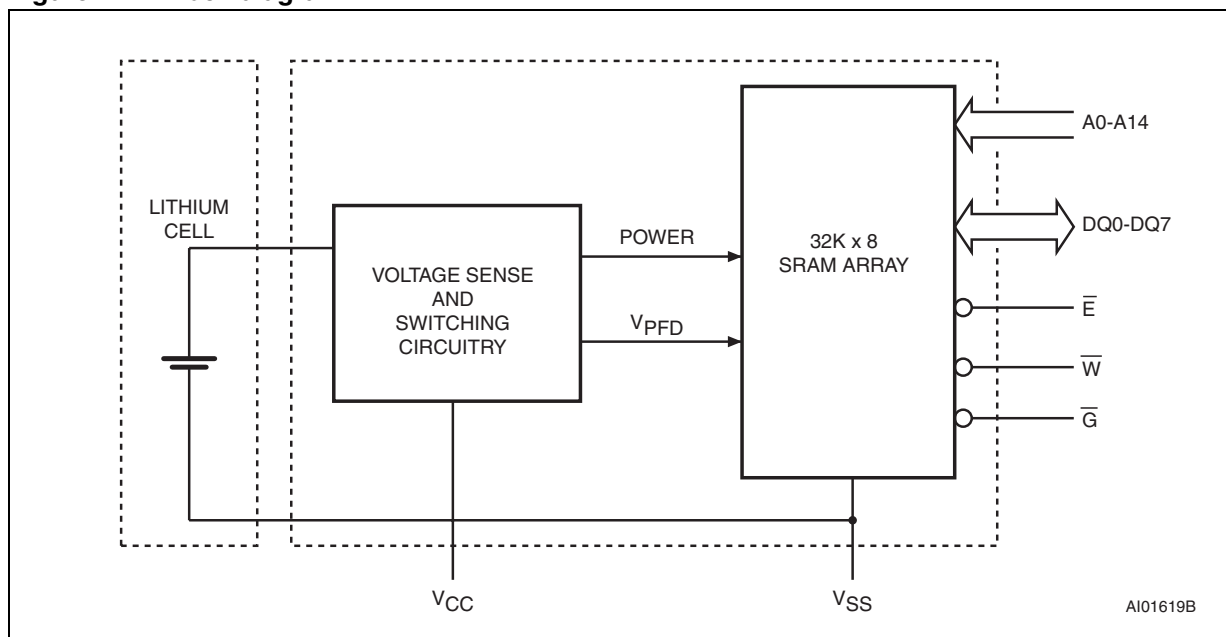 LITHIUM
CELL
VOLTAGE SENSE
AND
SWITCHING
CIRCUITRY
POWER
VPFD
32K x 8
SRAM ARRAY
A0-A14
DQ0-DQ7
E̅
W̅
G̅
VCC
VSS
AI01619B